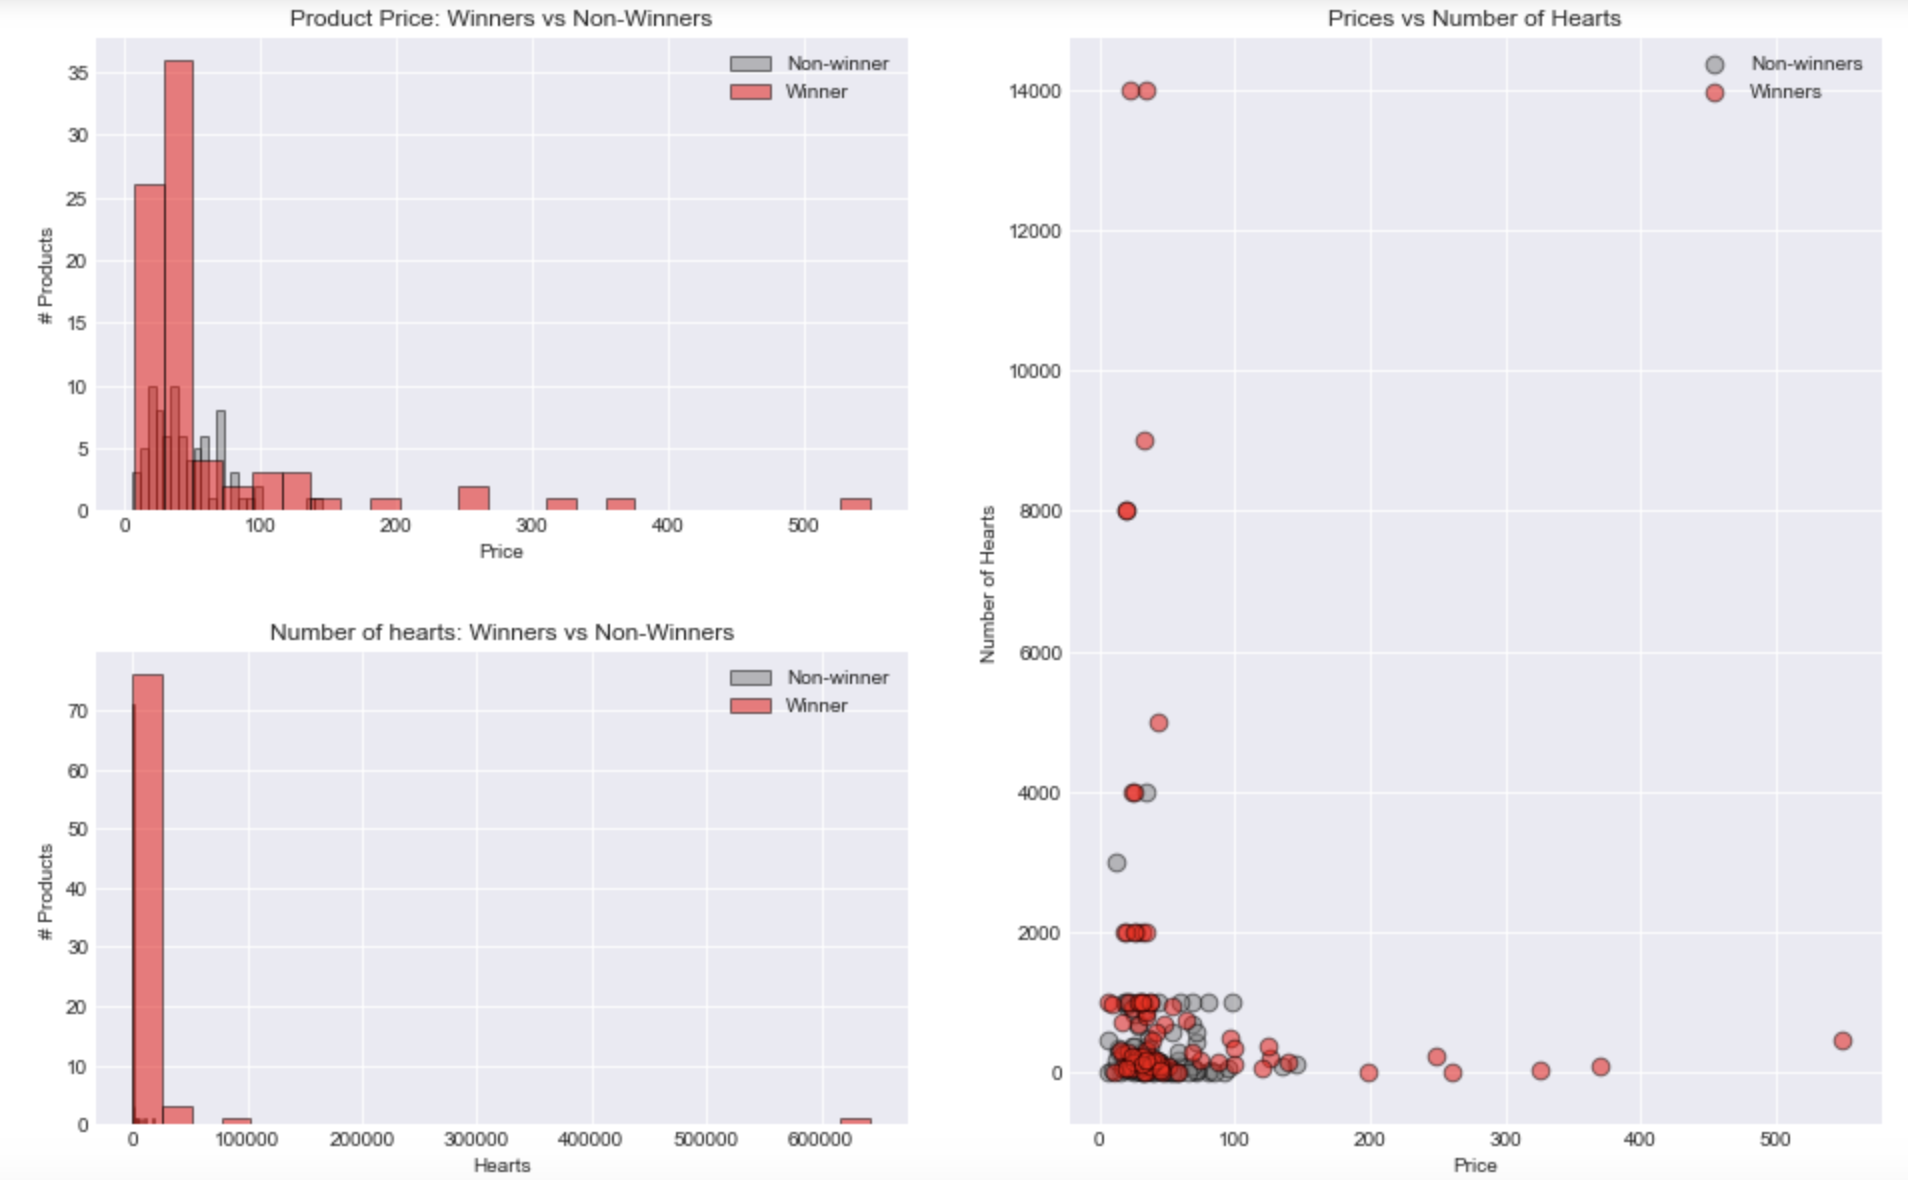 Product Price: Winners vs Non-Winners
Non-winner
Winner
35
30
25
20
15
10
5
0
# Products
0 100 200 300 400 500
Price
Number of hearts: Winners vs Non-Winners
Non-winner
Winner
70
60
50
40
30
20
10
0
# Products
0 100000 200000 300000 400000 500000 600000
Hearts
Prices vs Number of Hearts
Non-winners
Winners
14000
12000
10000
8000
6000
4000
2000
0
Number of Hearts
0 100 200 300 400 500
Price